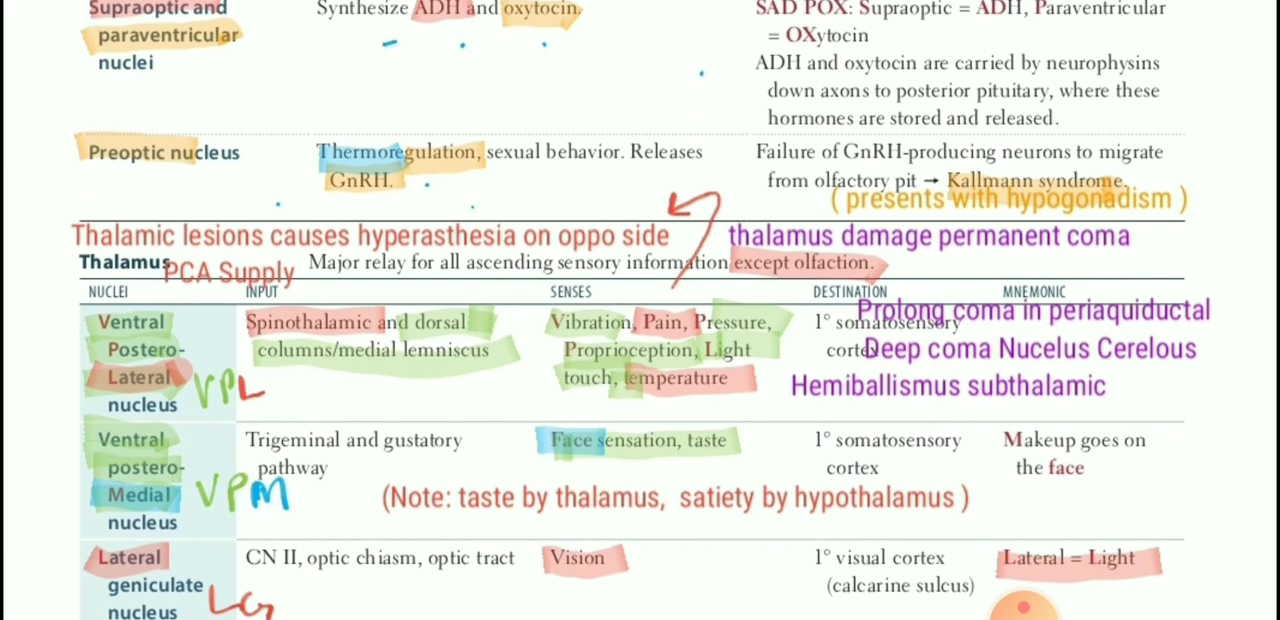 Supraoptic and Synthesize ADH and oxytocin. SAD POX: Supraoptic = ADH, Paraventricular
paraventricular = OXytocin
nuclei ADH and oxytocin are carried by neurophysins
down axons to posterior pituitary, where these
hormones are stored and released.
Preoptic nucleus Thermoregulation, sexual behavior. Releases Failure of GnRH-producing neurons to migrate
GnRH. from olfactory pit → Kallmann syndrome.
( presents with hypogonadism )
Thalamic lesions causes hyperasthesia on oppo side thalamus damage permanent coma
Thalamus Major relay for all ascending sensory information except olfaction.
PCA Supply
NUCLEI INPUT SENSES DESTINATION MNEMONIC
Prolong coma in periaquiductal
Ventral Spinothalamic and dorsal Vibration, Pain, Pressure, 1° somatosensory
Postero- columns/medial lemniscus Proprioception, Light cortex
Deep coma Nucelus Cerelous
Lateral touch, temperature
VPL
Hemiballismus subthalamic
nucleus
Ventral Trigeminal and gustatory Face sensation, taste 1° somatosensory Makeup goes on
postero- pathway cortex the face
Medial VPM (Note: taste by thalamus, satiety by hypothalamus )
nucleus
Lateral CN II, optic chiasm, optic tract Vision 1° visual cortex Lateral = Light
geniculate (calcarine sulcus)
nucleus LG